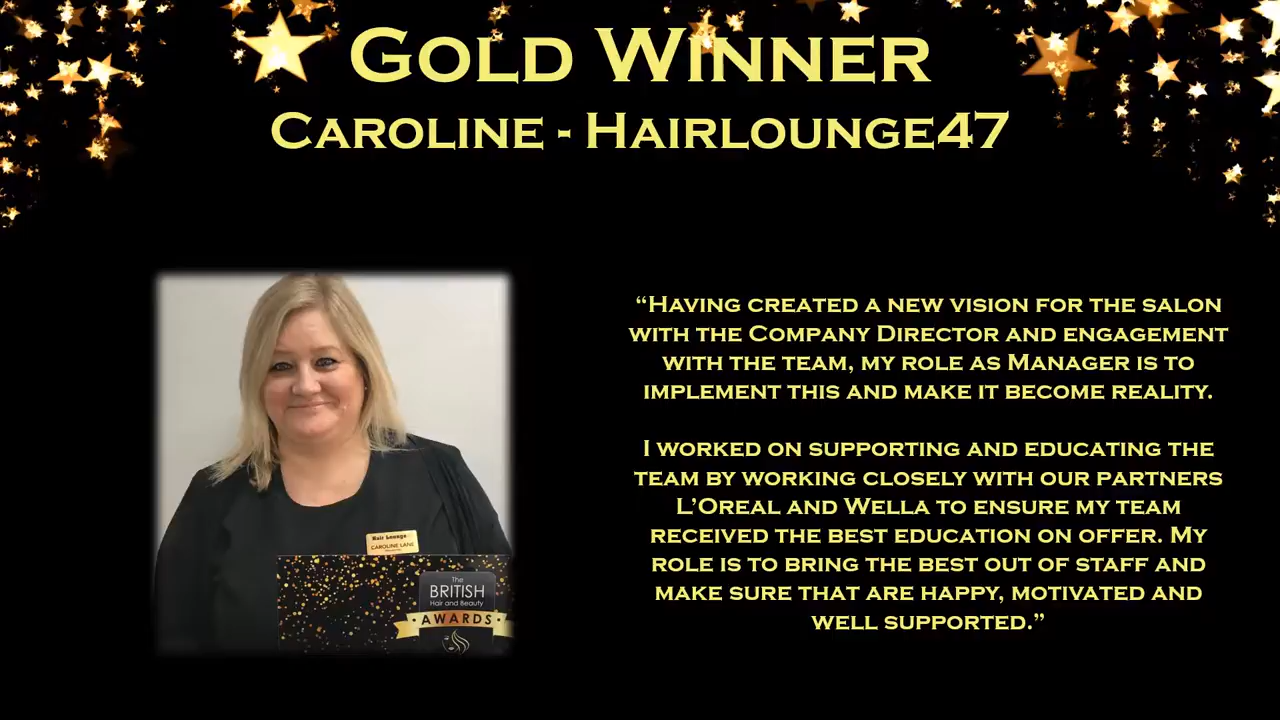 GOLD WINNER
CAROLINE - HAIRLOUNGE47
“HAVING CREATED A NEW VISION FOR THE SALON
WITH THE COMPANY DIRECTOR AND ENGAGEMENT
WITH THE TEAM, MY ROLE AS MANAGER IS TO
IMPLEMENT THIS AND MAKE IT BECOME REALITY.
I WORKED ON SUPPORTING AND EDUCATING THE
TEAM BY WORKING CLOSELY WITH OUR PARTNERS
L’OREAL AND WELLA TO ENSURE MY TEAM
RECEIVED THE BEST EDUCATION ON OFFER. MY
ROLE IS TO BRING THE BEST OUT OF STAFF AND
MAKE SURE THAT ARE HAPPY, MOTIVATED AND
WELL SUPPORTED.”
Hair Lounge
CAROLINE LANE
The
BRITISH
Hair and Beauty
AWARDS